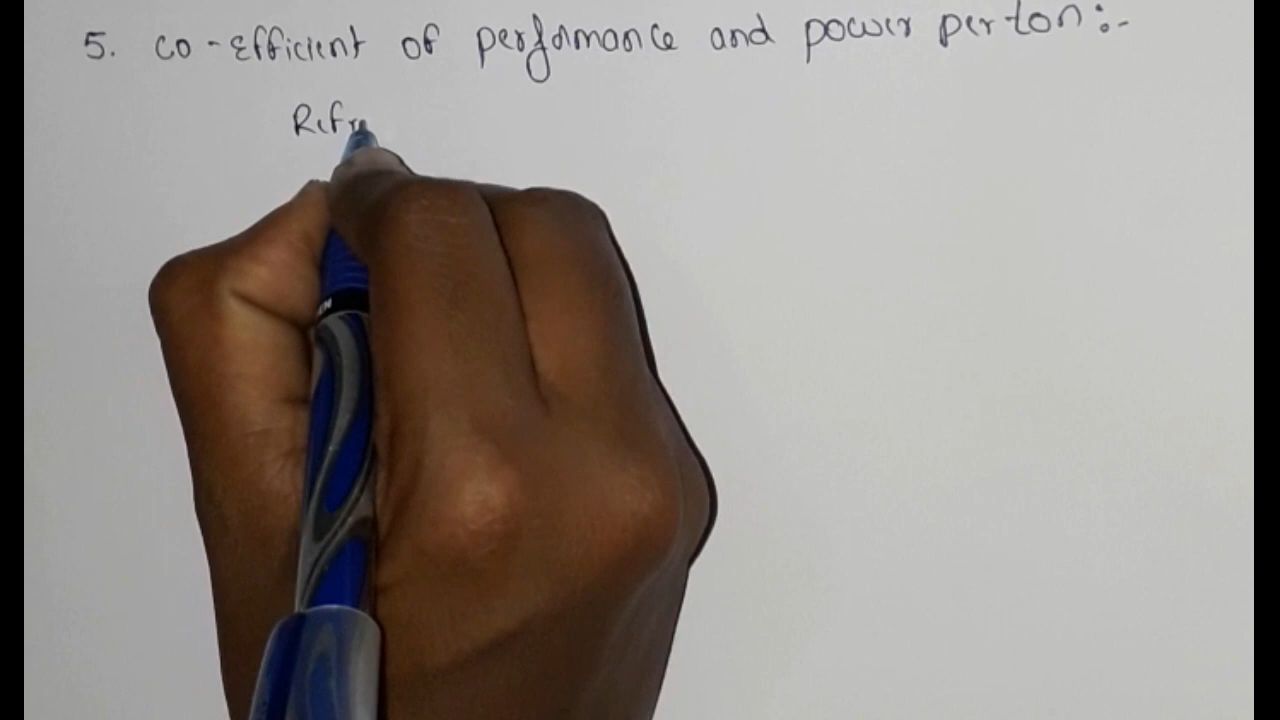 5. co-efficient of performance and power per ton:-
Refr